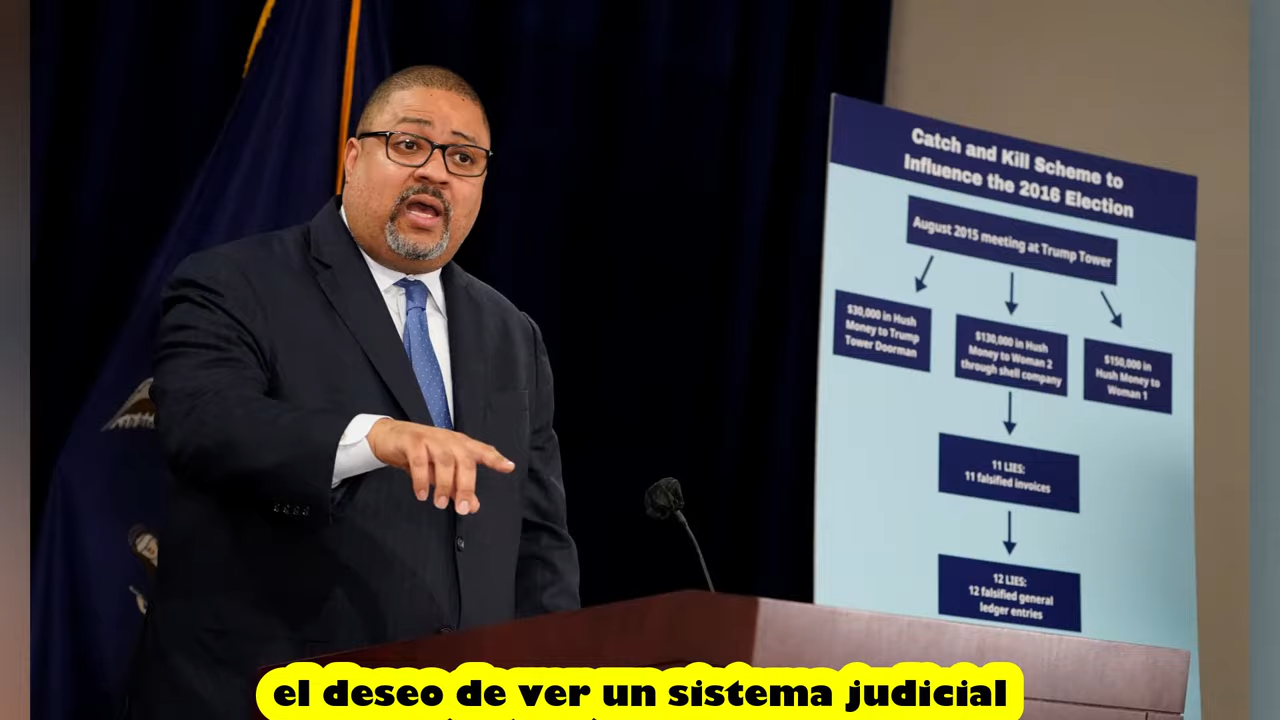 Catch and Kill Scheme to
Influence the 2016 Election
August 2015 meeting at Trump Tower
$30,000 in Hush
Money to Trump
Tower Doorman
$130,000 in Hush
Money to Woman 2
through shell company
$150,000 in
Hush Money to
Woman 1
11 LIES:
11 falsified invoices
12 LIES:
12 falsified general
ledger entries
el deseo de ver un sistema judicial